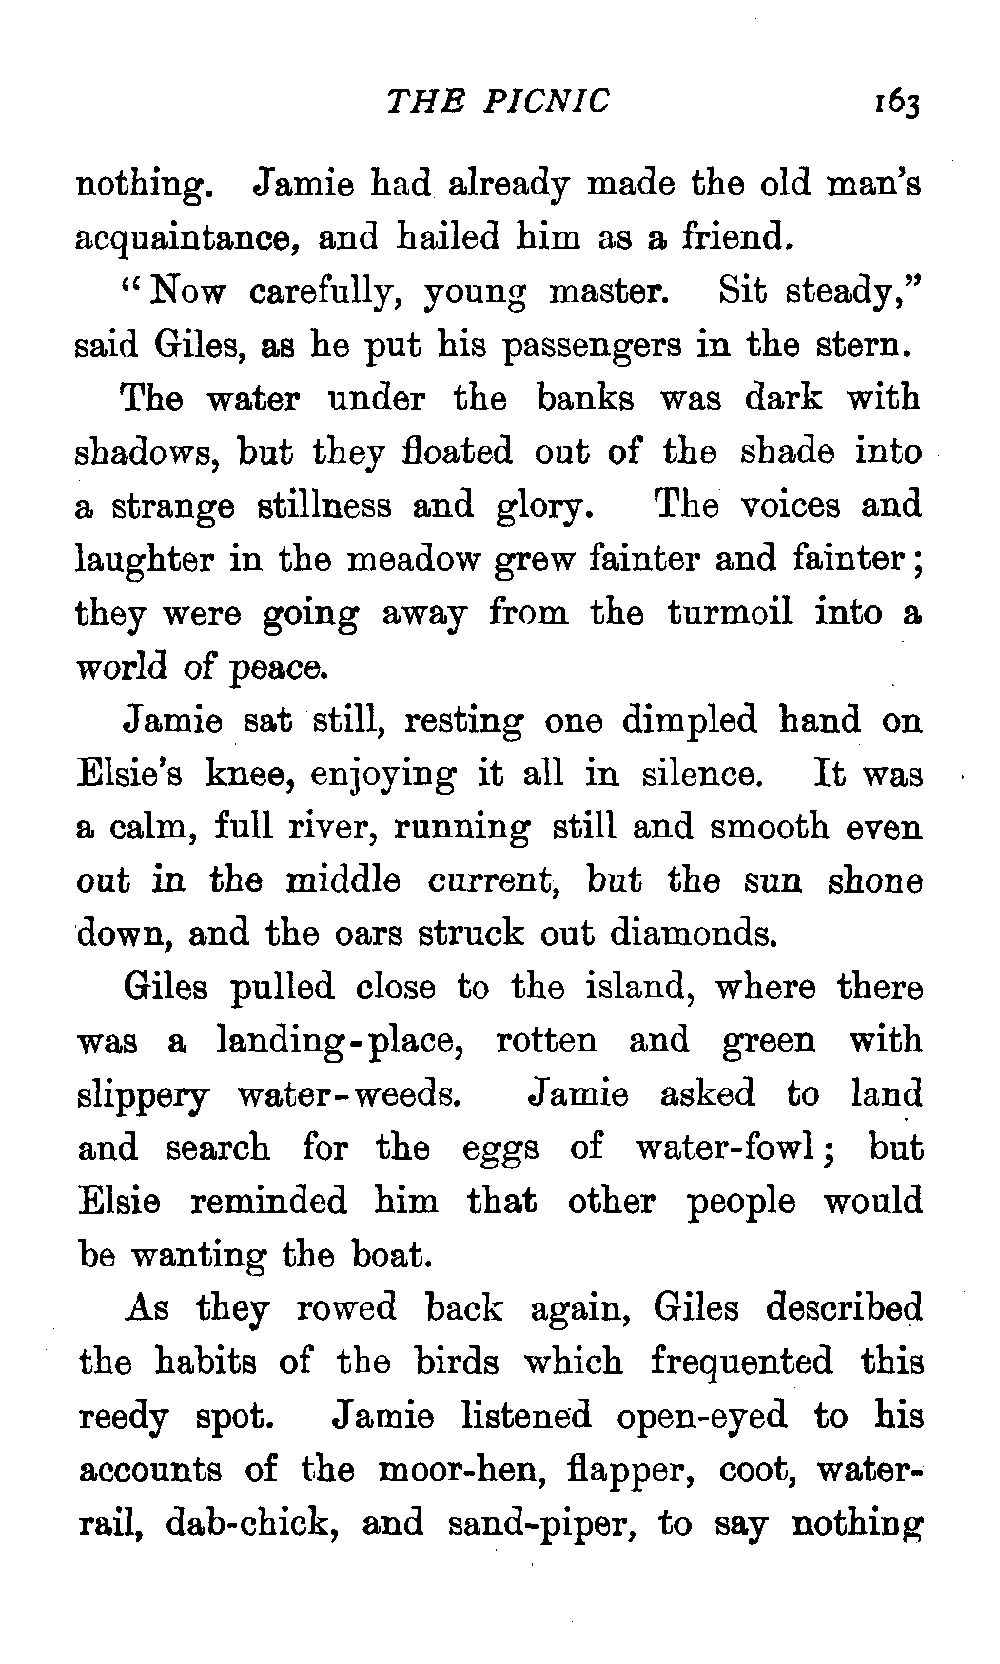 THE PICNIC 163
nothing. Jamie had already made the old man's
acquaintance, and hailed him as a friend.
“Now carefully, young master. Sit steady,”
said Giles, as he put his passengers in the stern.
The water under the banks was dark with
shadows, but they floated out of the shade into
a strange stillness and glory. The voices and
laughter in the meadow grew fainter and fainter;
they were going away from the turmoil into a
world of peace.
Jamie sat still, resting one dimpled hand on
Elsie's knee, enjoying it all in silence. It was
a calm, full river, running still and smooth even
out in the middle current, but the sun shone
down, and the oars struck out diamonds.
Giles pulled close to the island, where there
was a landing-place, rotten and green with
slippery water-weeds. Jamie asked to land
and search for the eggs of water-fowl; but
Elsie reminded him that other people would
be wanting the boat.
As they rowed back again, Giles described
the habits of the birds which frequented this
reedy spot. Jamie listened open-eyed to his
accounts of the moor-hen, flapper, coot, water-
rail, dab-chick, and sand-piper, to say nothing